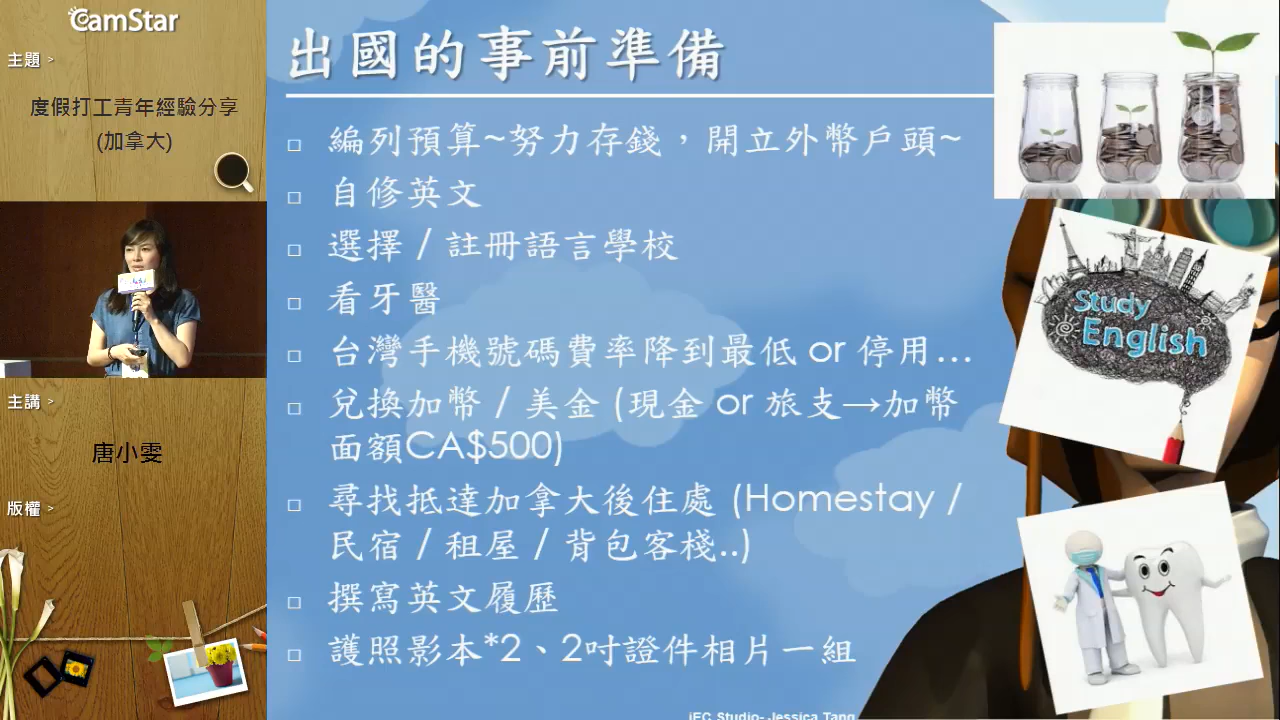 CamStar
主題 >
度假打工青年經驗分享
(加拿大)
主講 >
唐小雯
版權 >
出國的事前準備
□ 編列預算~努力存錢，開立外幣戶頭~
□ 自修英文
□ 選擇 / 註冊語言學校
□ 看牙醫
□ 台灣手機號碼費率降到最低 or 停用…
□ 兌換加幣 / 美金 (現金 or 旅支→加幣
面額CA$500)
□ 尋找抵達加拿大後住處 (Homestay /
民宿 / 租屋 / 背包客棧..)
□ 撰寫英文履歷
□ 護照影本*2、2吋證件相片一組
Study
English
iEC Studio- Jessica Tang